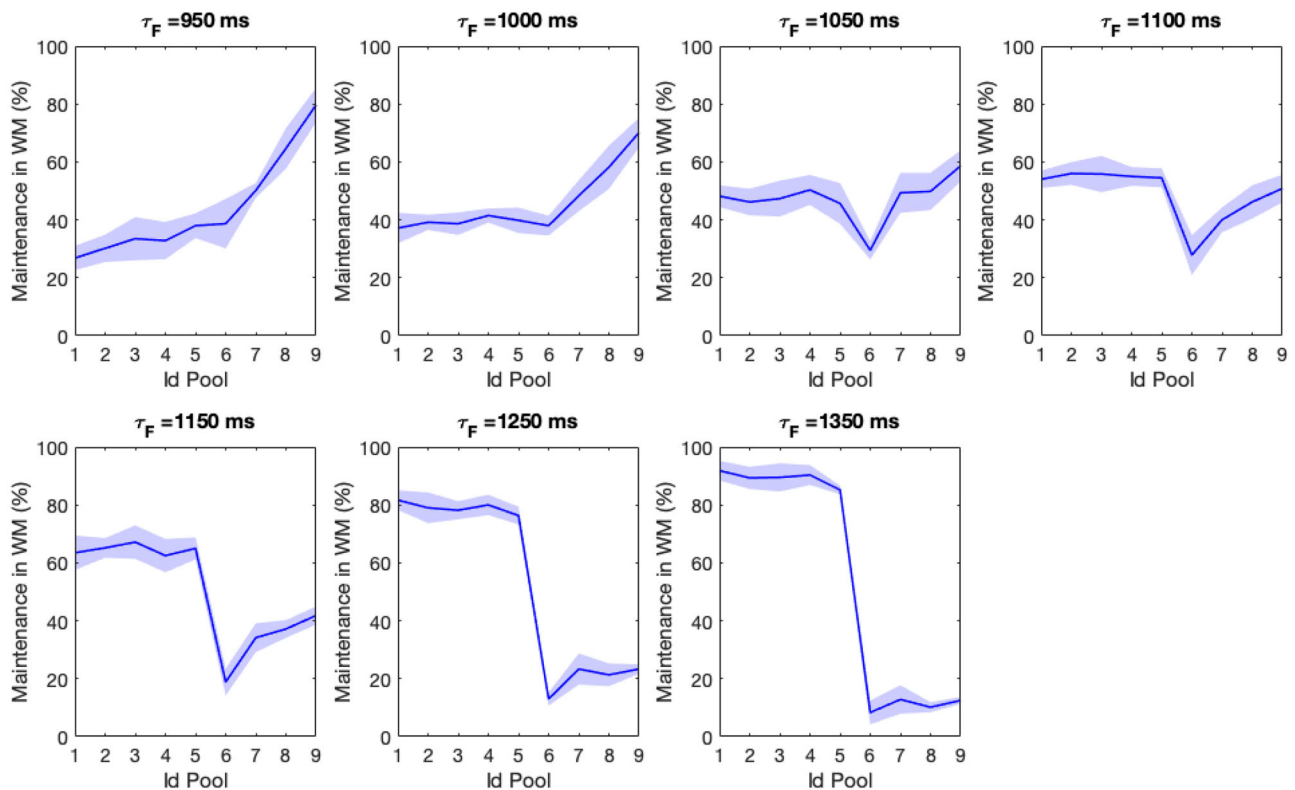 τF =950 ms
τF =1000 ms
τF =1050 ms
τF =1100 ms
Maintenance in WM (%)
100
80
60
40
20
0
1 2 3 4 5 6 7 8 9
Id Pool
Maintenance in WM (%)
100
80
60
40
20
0
1 2 3 4 5 6 7 8 9
Id Pool
Maintenance in WM (%)
100
80
60
40
20
0
1 2 3 4 5 6 7 8 9
Id Pool
Maintenance in WM (%)
100
80
60
40
20
0
1 2 3 4 5 6 7 8 9
Id Pool
τF =1150 ms
τF =1250 ms
τF =1350 ms
Maintenance in WM (%)
100
80
60
40
20
0
1 2 3 4 5 6 7 8 9
Id Pool
Maintenance in WM (%)
100
80
60
40
20
0
1 2 3 4 5 6 7 8 9
Id Pool
Maintenance in WM (%)
100
80
60
40
20
0
1 2 3 4 5 6 7 8 9
Id Pool